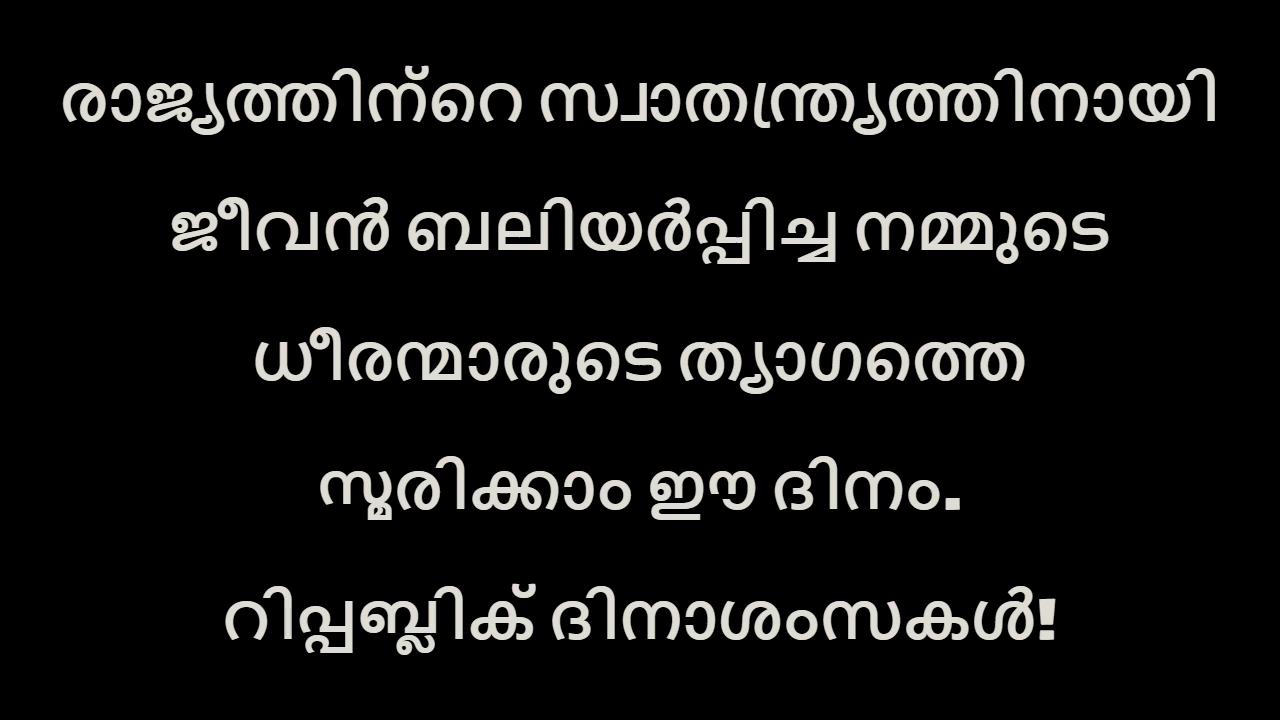 രാജ്യത്തിന്റെ സ്വാതന്ത്ര്യത്തിനായി
ജീവൻ ബലിയർപ്പിച്ച നമ്മുടെ
ധീരന്മാരുടെ ത്യാഗത്തെ
സ്മരിക്കാം ഈ ദിനം.
റിപ്പബ്ലിക് ദിനാശംസകൾ!